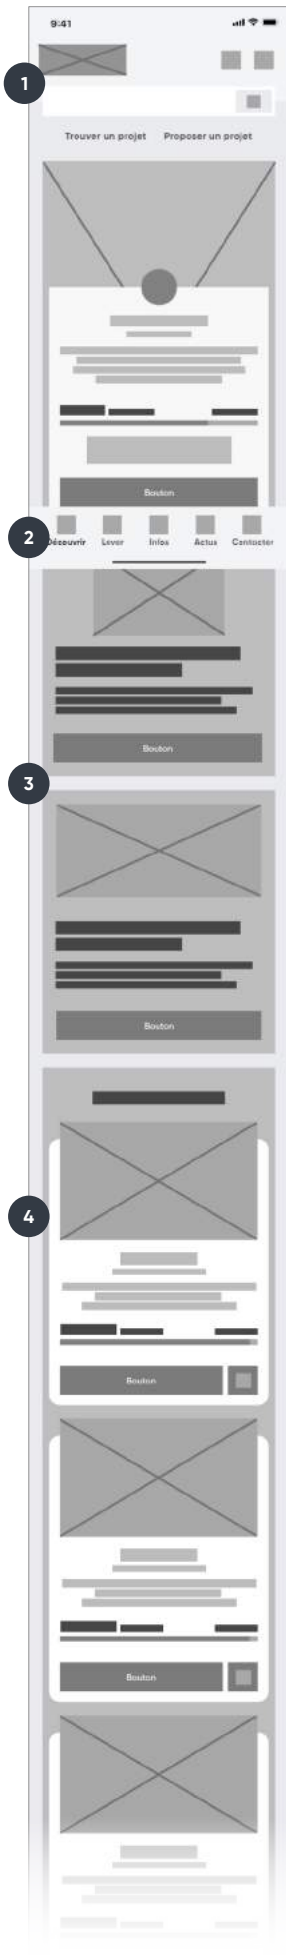 9:41
1
Trouver un projet Proposer un projet
Bouton
2
Découvrir Lever Infos Actus Contacter
Bouton
3
Bouton
4
Bouton
Bouton